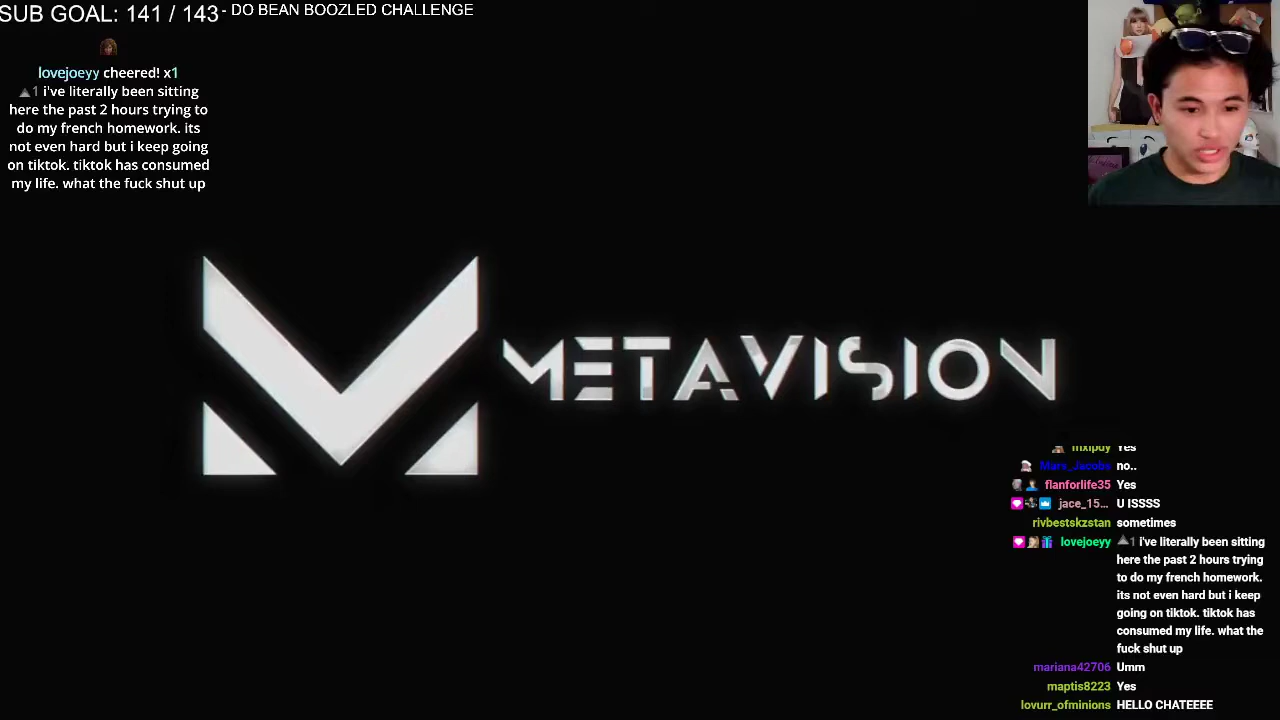 SUB GOAL: 141 / 143 - DO BEAN BOOZLED CHALLENGE
lovejoeyy cheered! x1
1 i've literally been sitting
here the past 2 hours trying to
do my french homework. its
not even hard but i keep going
on tiktok. tiktok has consumed
my life. what the fuck shut up
METAVISION
Yes
Mars_Jacobs no..
flanforlife35 Yes
jace_15... U ISSSS
rivbestskzstan sometimes
lovejoeyy 1 i've literally been sitting
here the past 2 hours trying
to do my french homework.
its not even hard but i keep
going on tiktok. tiktok has
consumed my life. what the
fuck shut up
mariana42706 Umm
maptis8223 Yes
lovurr_ofminions HELLO CHATEEEE